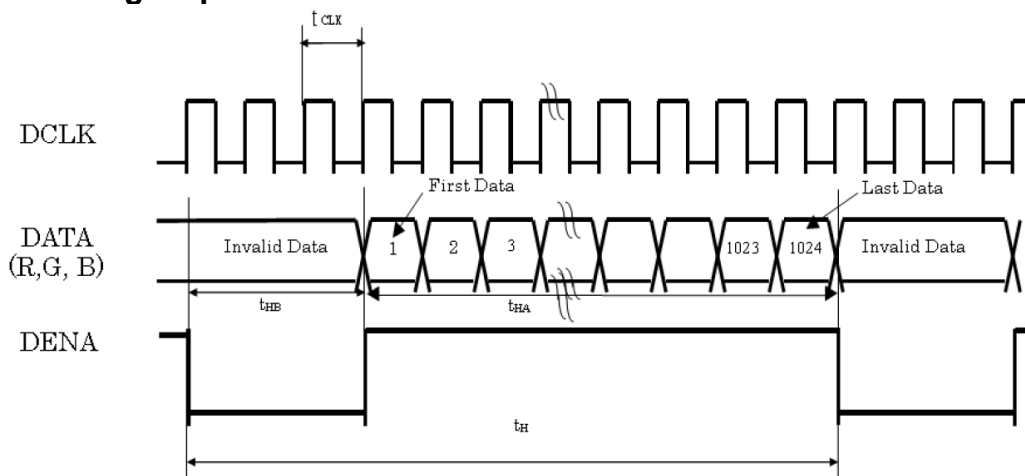 t CLK
DCLK
First Data
Last Data
DATA
(R,G, B)
Invalid Data
1
2
3
1023
1024
Invalid Data
tHB
tHA
DENA
tH